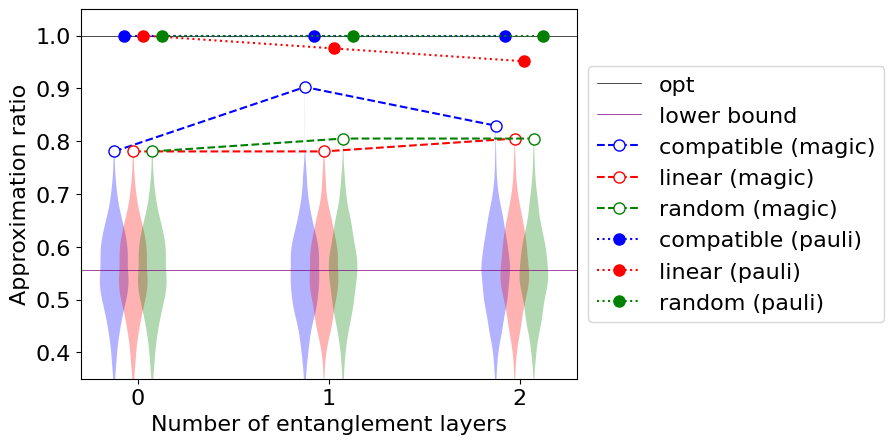 1.0
0.9
0.8
0.7
0.6
0.5
0.4
Approximation ratio
0 1 2
Number of entanglement layers
opt
lower bound
compatible (magic)
linear (magic)
random (magic)
compatible (pauli)
linear (pauli)
random (pauli)